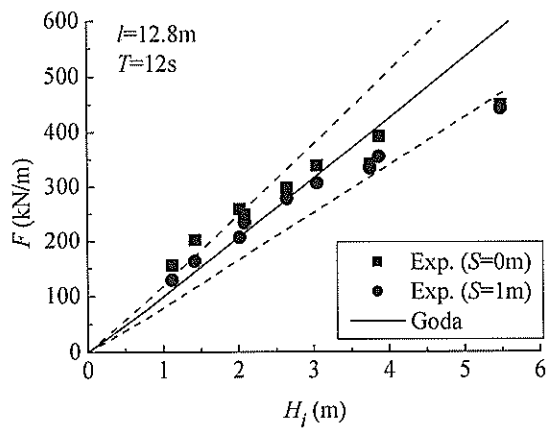 600
500
400
300
200
100
0
F (kN/m)
l=12.8m
T=12s
Exp. (S=0m)
Exp. (S=1m)
Goda
0 1 2 3 4 5 6
H_i (m)